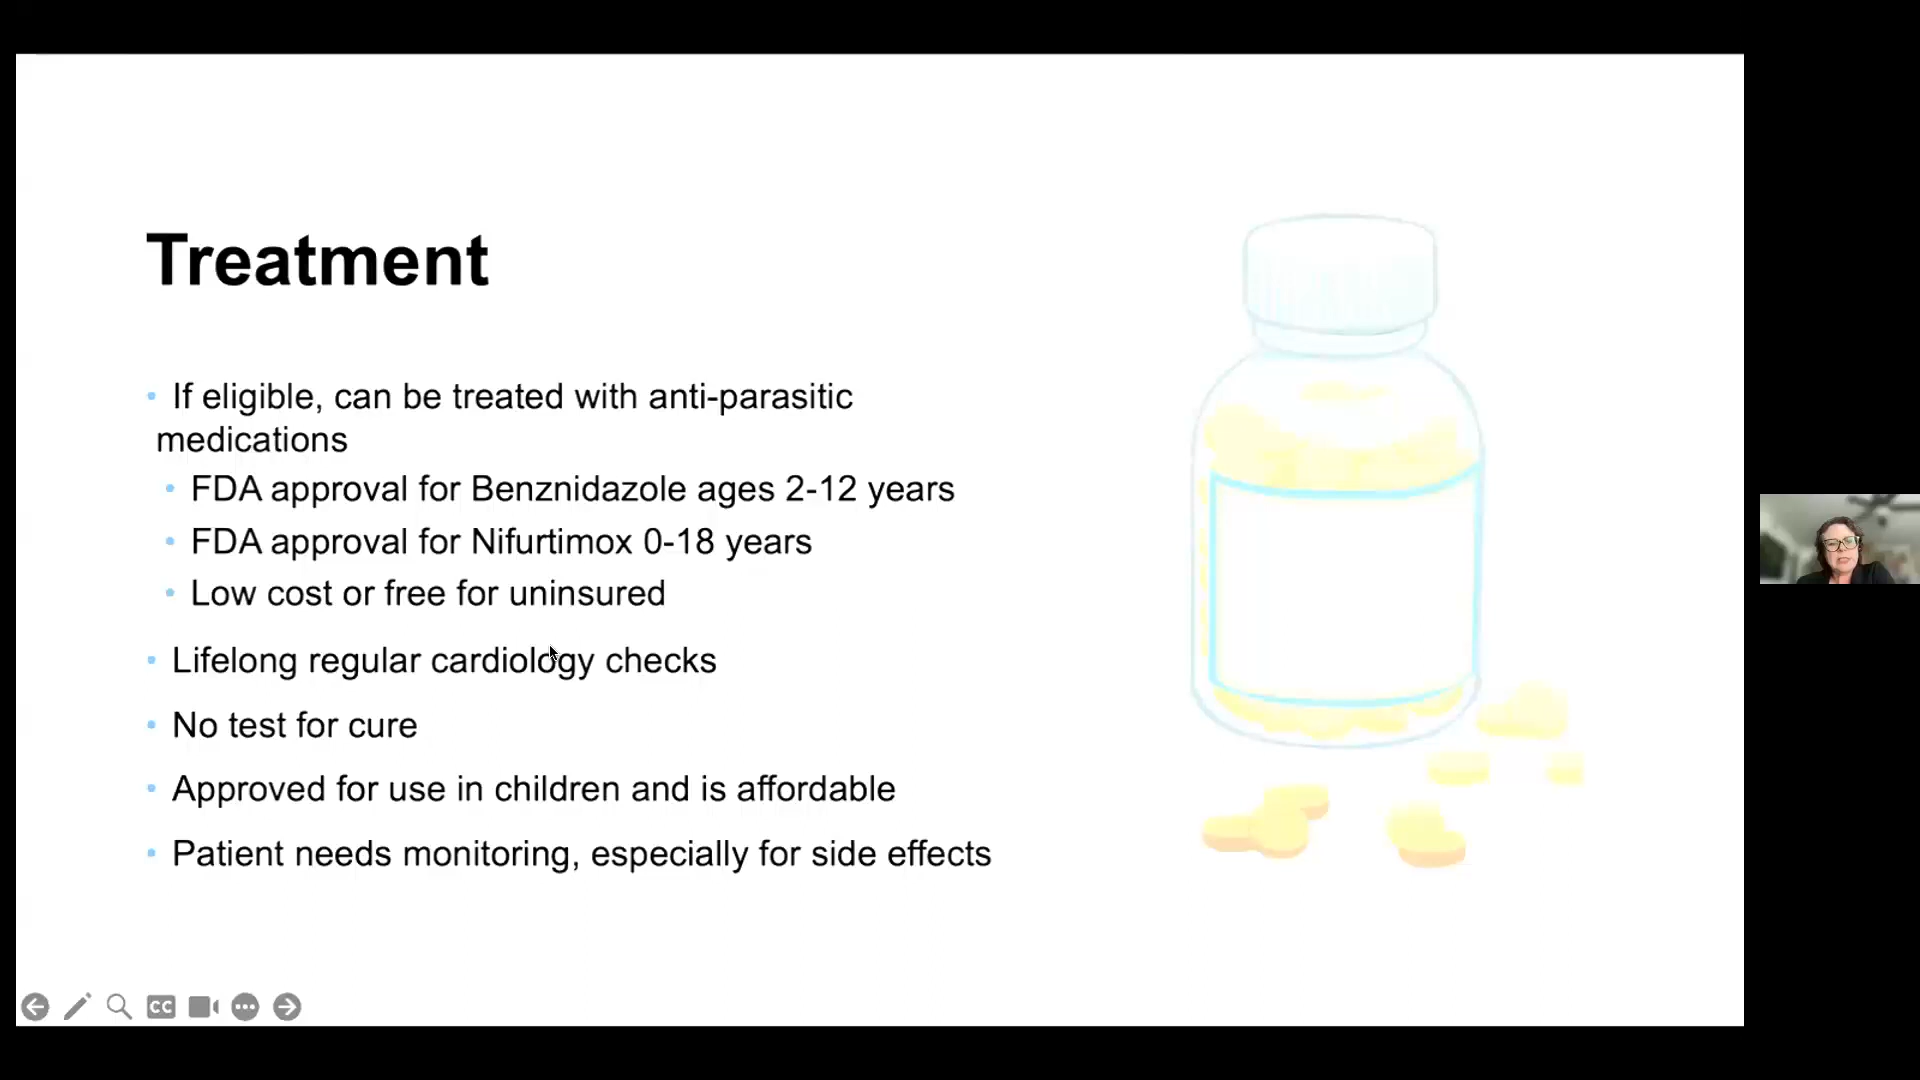 Treatment
• If eligible, can be treated with anti-parasitic
medications
• FDA approval for Benznidazole ages 2-12 years
• FDA approval for Nifurtimox 0-18 years
• Low cost or free for uninsured
• Lifelong regular cardiology checks
• No test for cure
• Approved for use in children and is affordable
• Patient needs monitoring, especially for side effects
CC